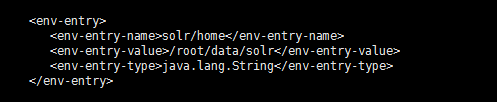 <env-entry>
<env-entry-name>solr/home</env-entry-name>
<env-entry-value>/root/data/solr</env-entry-value>
<env-entry-type>java.lang.String</env-entry-type>
</env-entry>